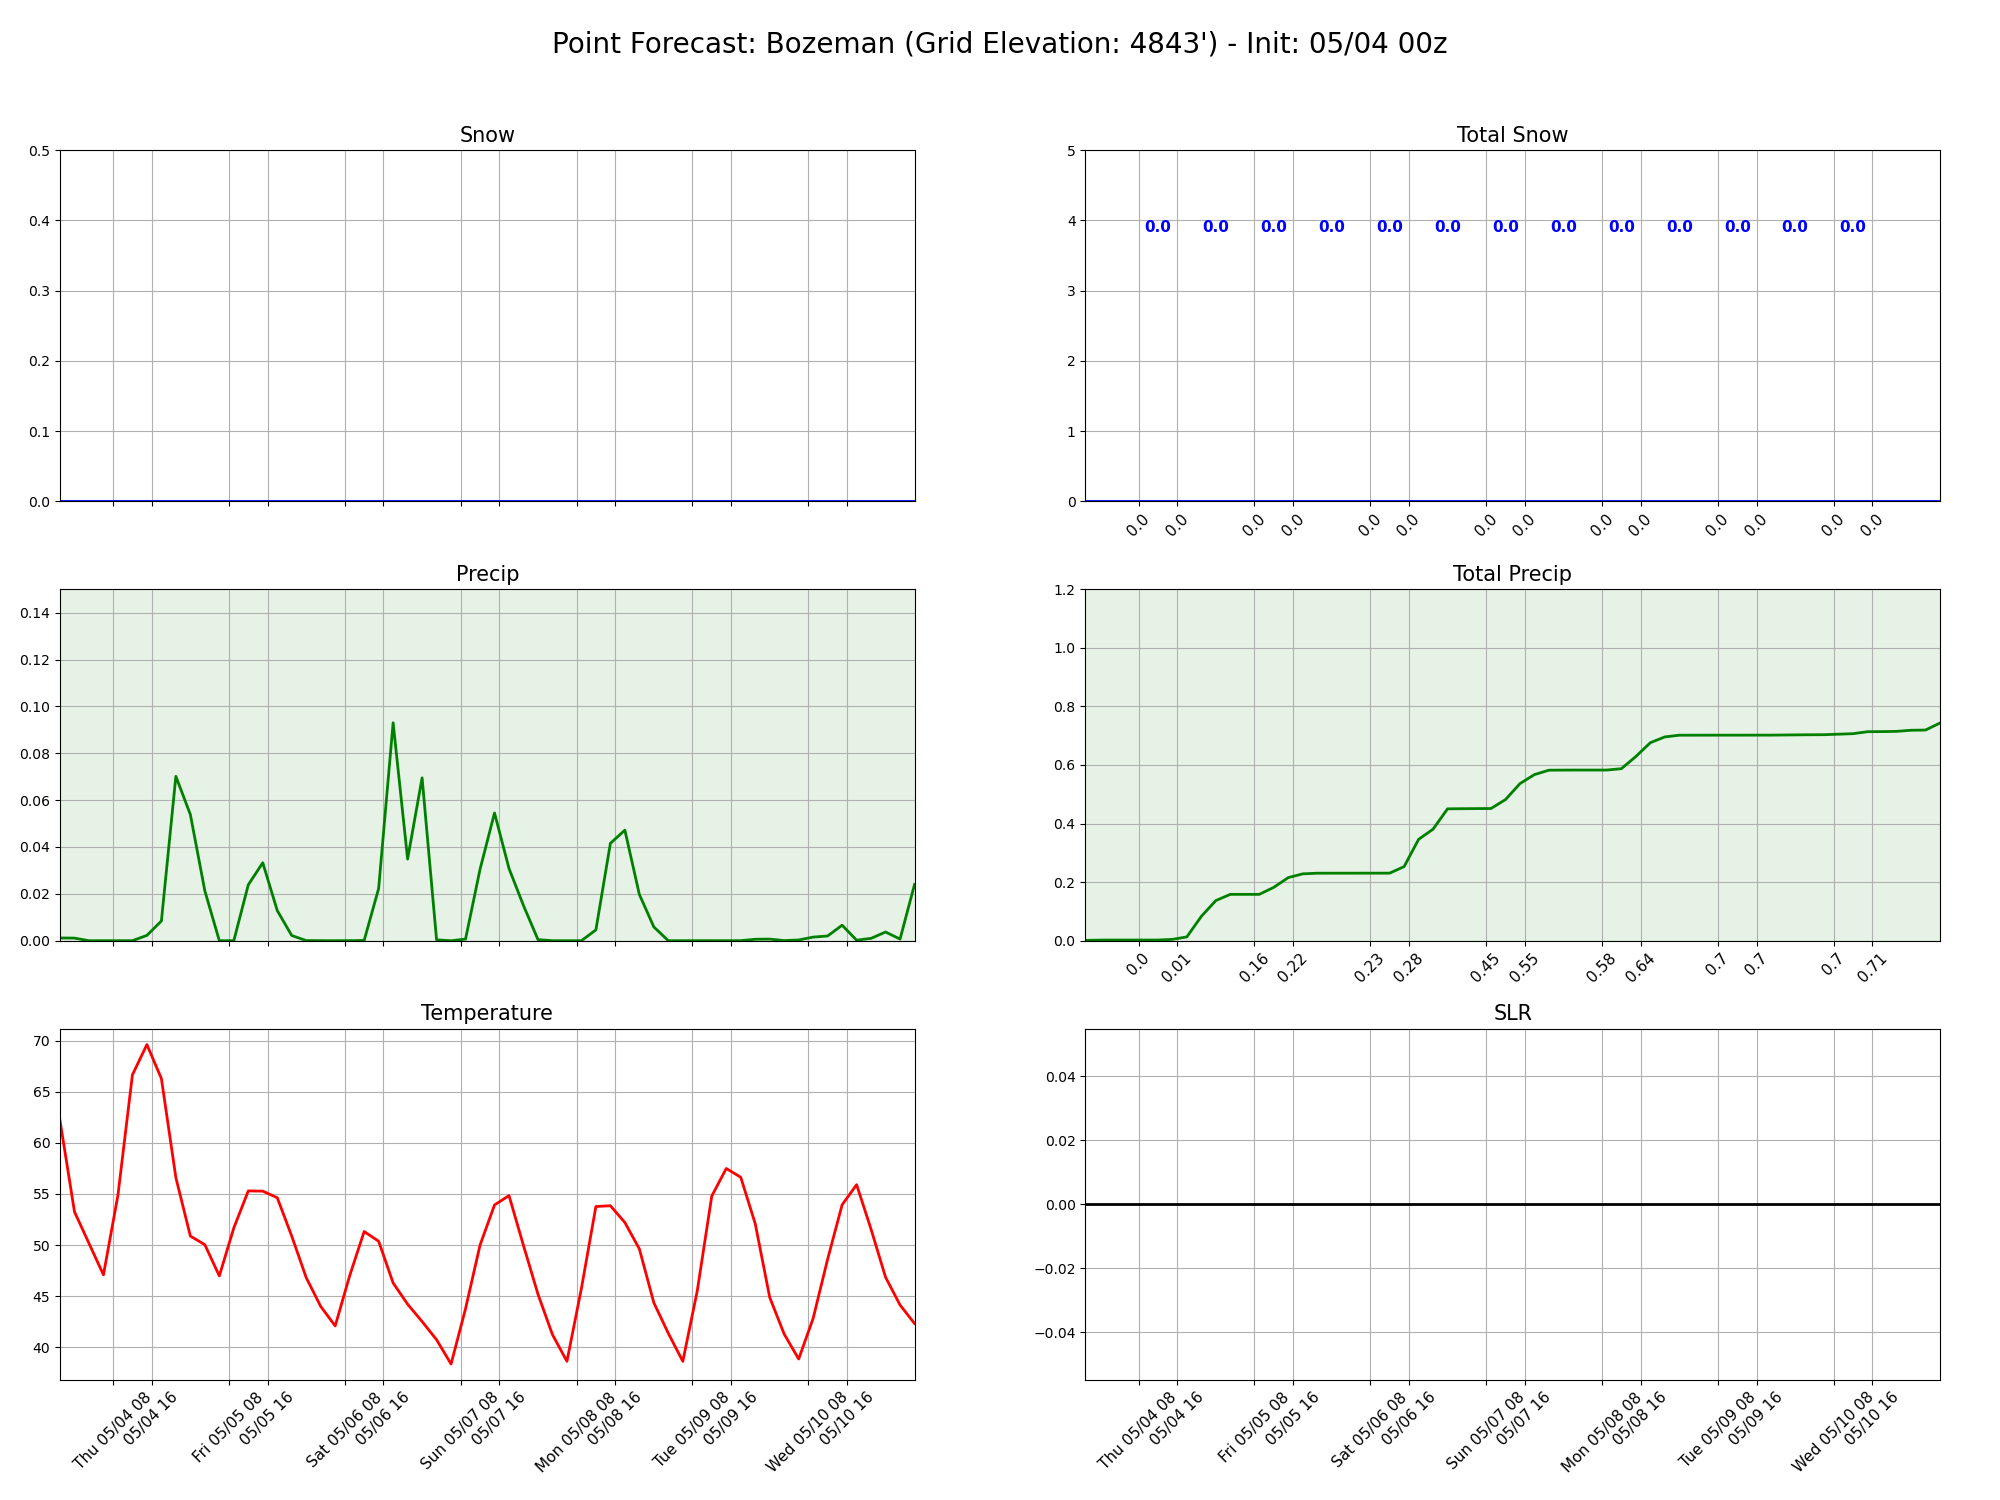 Point Forecast: Bozeman (Grid Elevation: 4843') - Init: 05/04 00z
Snow
0.5
0.4
0.3
0.2
0.1
0.0
Total Snow
5
4
3
2
1
0
0.0 0.0 0.0 0.0 0.0 0.0 0.0 0.0 0.0 0.0 0.0 0.0 0.0
0.0 0.0 0.0 0.0 0.0 0.0 0.0 0.0 0.0 0.0 0.0 0.0 0.0 0.0
Precip
0.14
0.12
0.10
0.08
0.06
0.04
0.02
0.00
Total Precip
1.2
1.0
0.8
0.6
0.4
0.2
0.0
0.0 0.01 0.16 0.22 0.23 0.28 0.45 0.55 0.58 0.64 0.7 0.7 0.7 0.71
Temperature
70
65
60
55
50
45
40
Thu 05/04 08
05/04 16
Fri 05/05 08
05/05 16
Sat 05/06 08
05/06 16
Sun 05/07 08
05/07 16
Mon 05/08 08
05/08 16
Tue 05/09 08
05/09 16
Wed 05/10 08
05/10 16
SLR
0.04
0.02
0.00
−0.02
−0.04
Thu 05/04 08
05/04 16
Fri 05/05 08
05/05 16
Sat 05/06 08
05/06 16
Sun 05/07 08
05/07 16
Mon 05/08 08
05/08 16
Tue 05/09 08
05/09 16
Wed 05/10 08
05/10 16